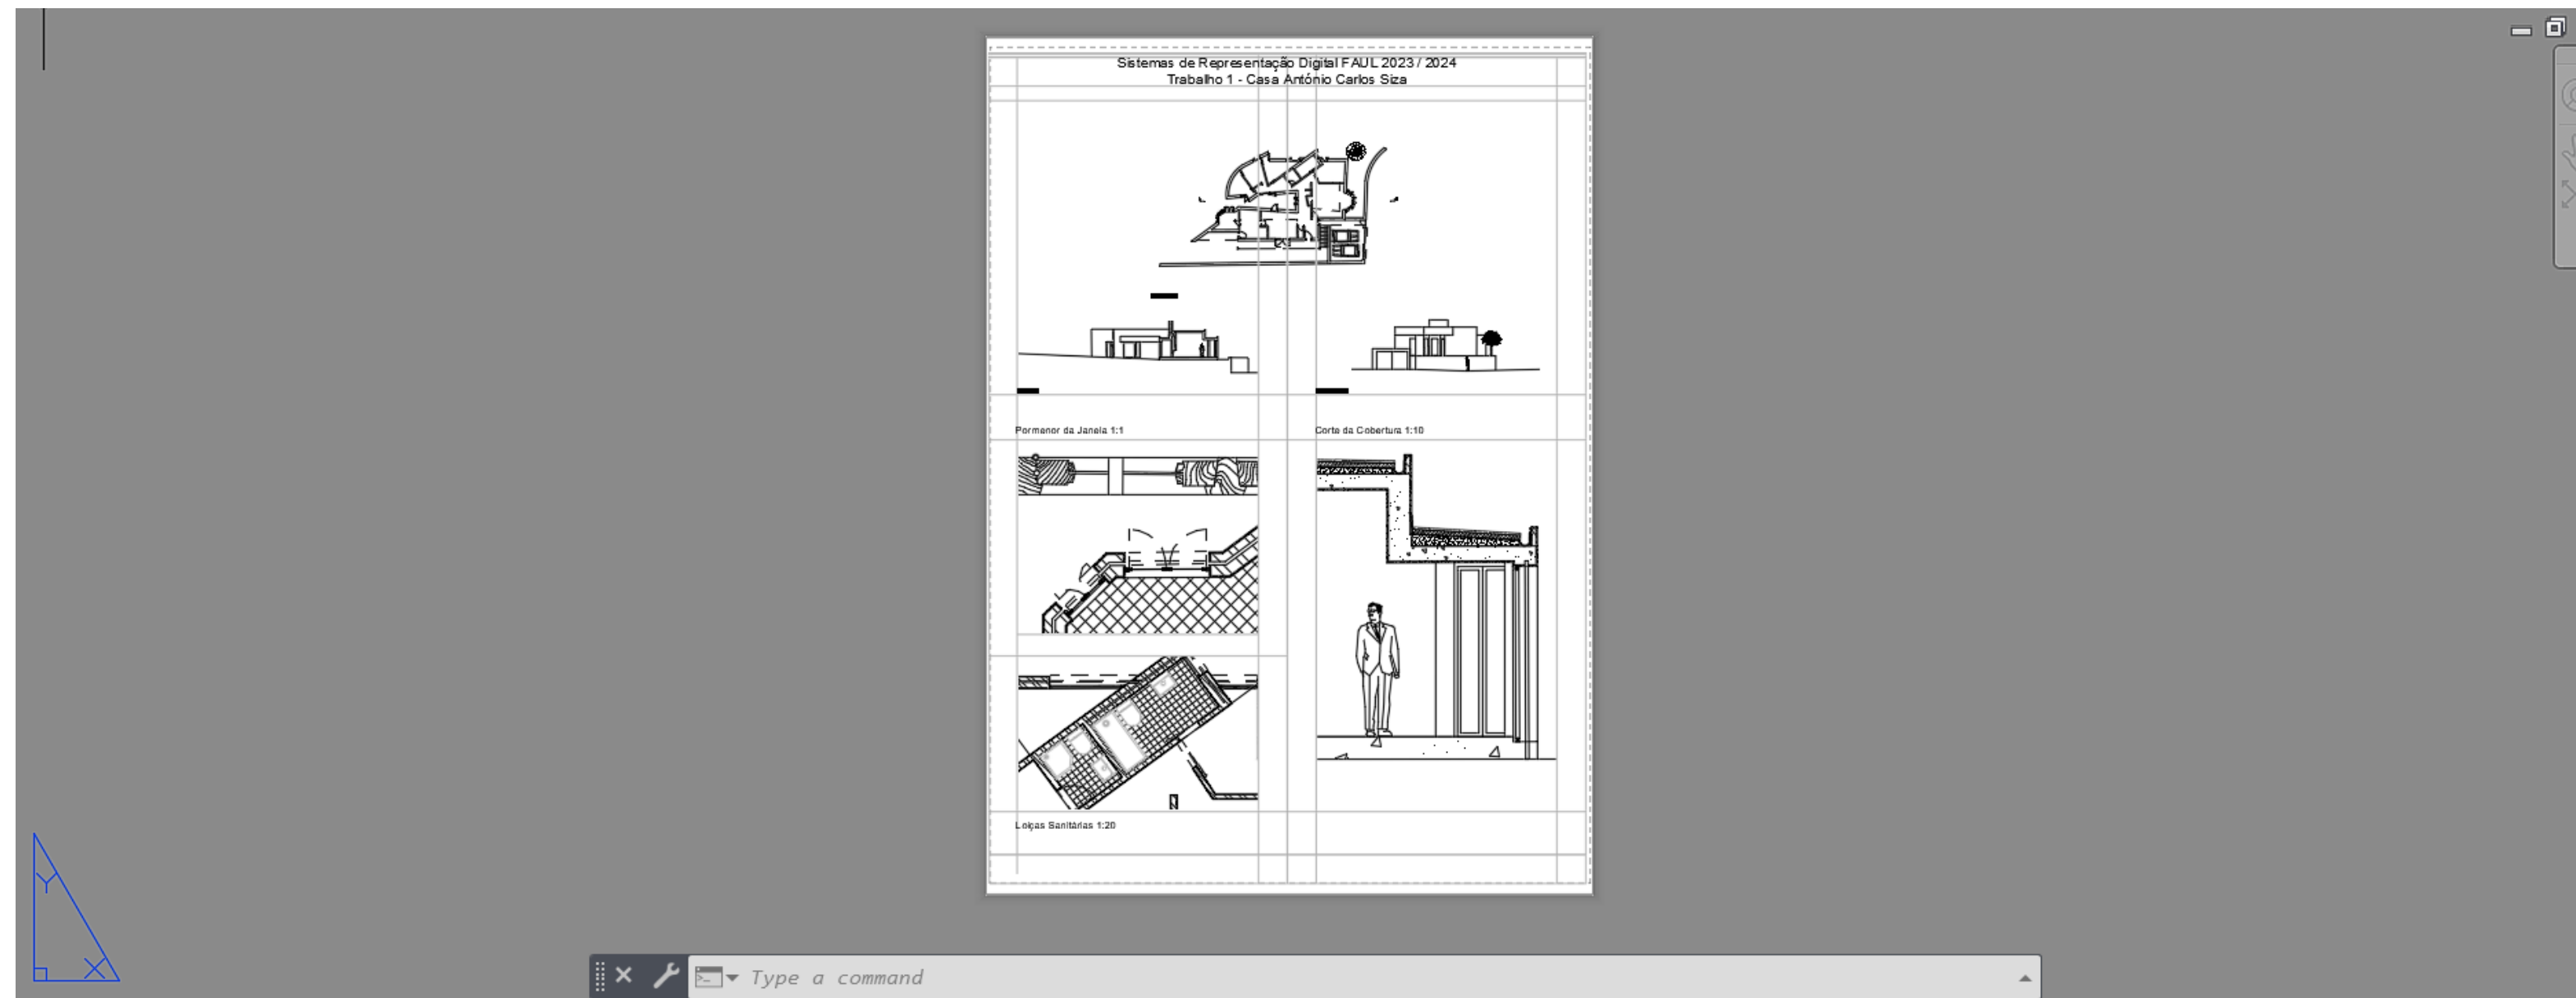 Sistemas de Representação Digital FAUL 2023 / 2024
Trabalho 1 - Casa António Carlos Siza
Pormenor da Janela 1:1
Corte da Cobertura 1:10
Loiças Sanitárias 1:20
Y
X
Type a command